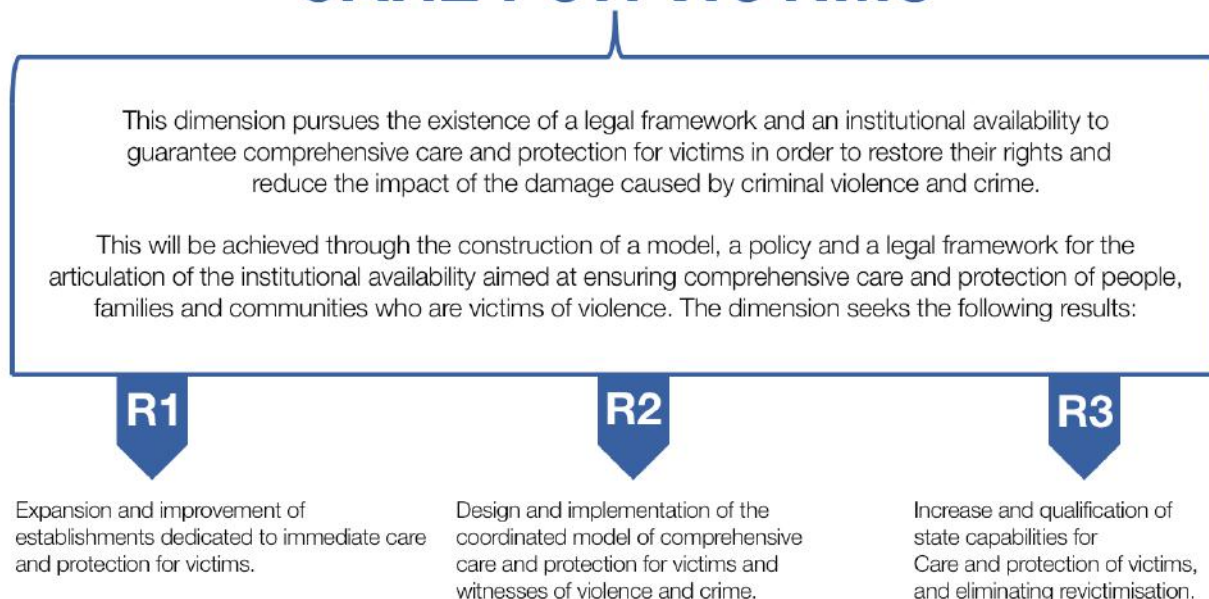 CARE FOR VICTIMS
This dimension pursues the existence of a legal framework and an institutional availability to
guarantee comprehensive care and protection for victims in order to restore their rights and
reduce the impact of the damage caused by criminal violence and crime.
This will be achieved through the construction of a model, a policy and a legal framework for the
articulation of the institutional availability aimed at ensuring comprehensive care and protection of people,
families and communities who are victims of violence. The dimension seeks the following results:
R1
Expansion and improvement of
establishments dedicated to immediate care
and protection for victims.
R2
Design and implementation of the
coordinated model of comprehensive
care and protection for victims and
witnesses of violence and crime.
R3
Increase and qualification of
state capabilities for
Care and protection of victims,
and eliminating revictimisation.